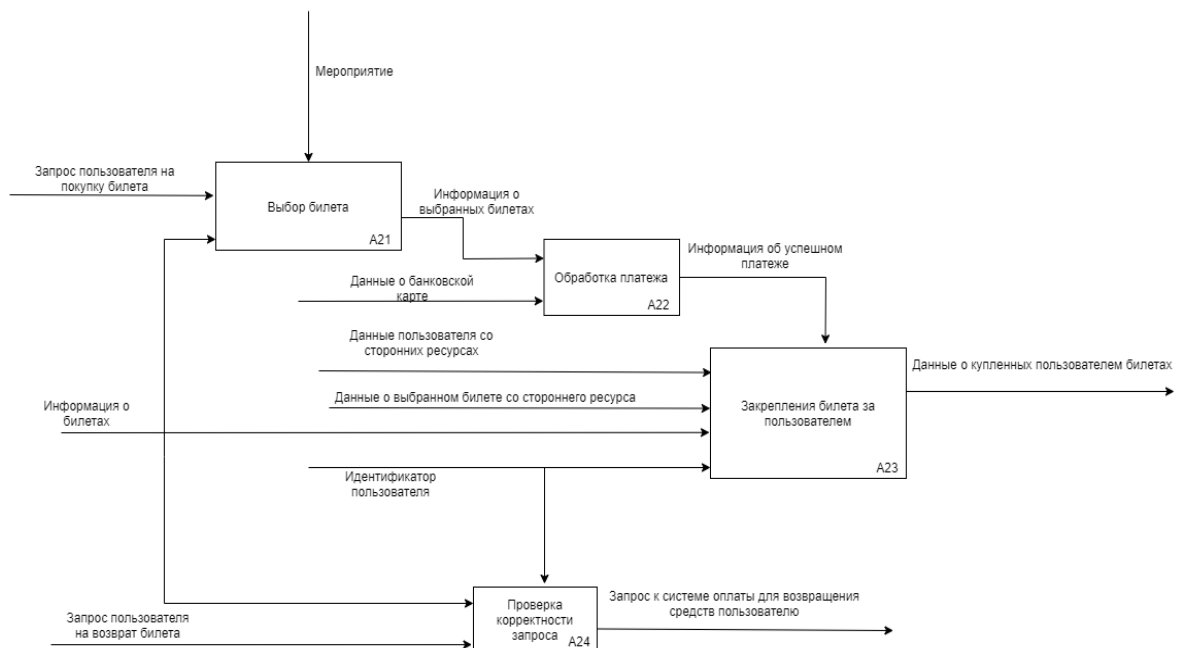 Мероприятие
Запрос пользователя на
покупку билета
Выбор билета
A21
Информация о
выбранных билетах
Обработка платежа
A22
Данные о банковской
карте
Информация об успешном
платеже
Данные пользователя со
сторонних ресурсах
Данные о выбранном билете со стороннего ресурса
Информация о
билетах
Закрепления билета за
пользователем
A23
Данные о купленных пользователем билетах
Идентификатор
пользователя
Запрос пользователя
на возврат билета
Проверка
корректности
запроса
A24
Запрос к системе оплаты для возвращения
средств пользователю